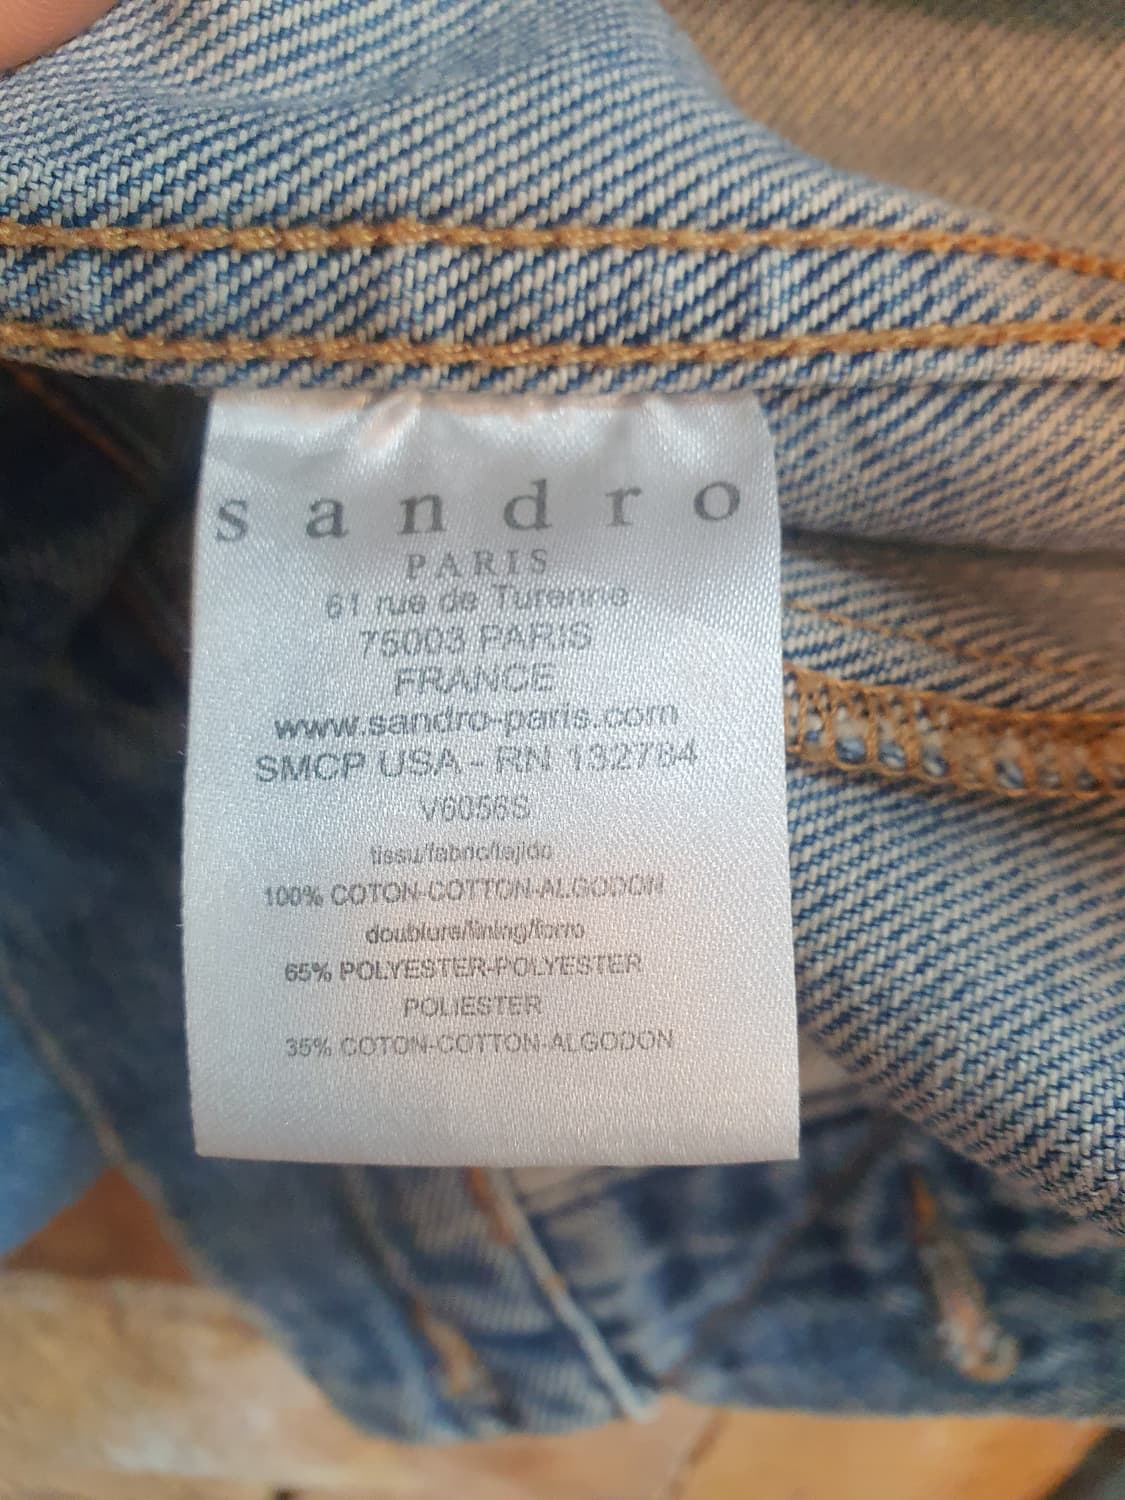 sandro
PARIS
61 rue de Turenne
75003 PARIS
FRANCE
www.sandro-paris.com
SMCP USA - RN 132784
V6056S
tissu/fabric/tejido
100% COTON-COTTON-ALGODON
doublure/lining/forro
65% POLYESTER-POLYESTER
POLIESTER
35% COTON-COTTON-ALGODON